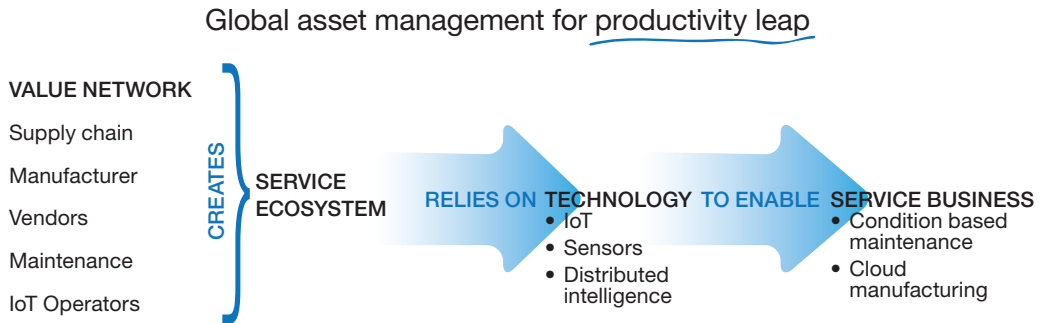 Global asset management for productivity leap
VALUE NETWORK
Supply chain
Manufacturer
Vendors
Maintenance
IoT Operators
CREATES
SERVICE
ECOSYSTEM
RELIES ON
TECHNOLOGY
• IoT
• Sensors
• Distributed
intelligence
TO ENABLE
SERVICE BUSINESS
• Condition based
maintenance
• Cloud
manufacturing